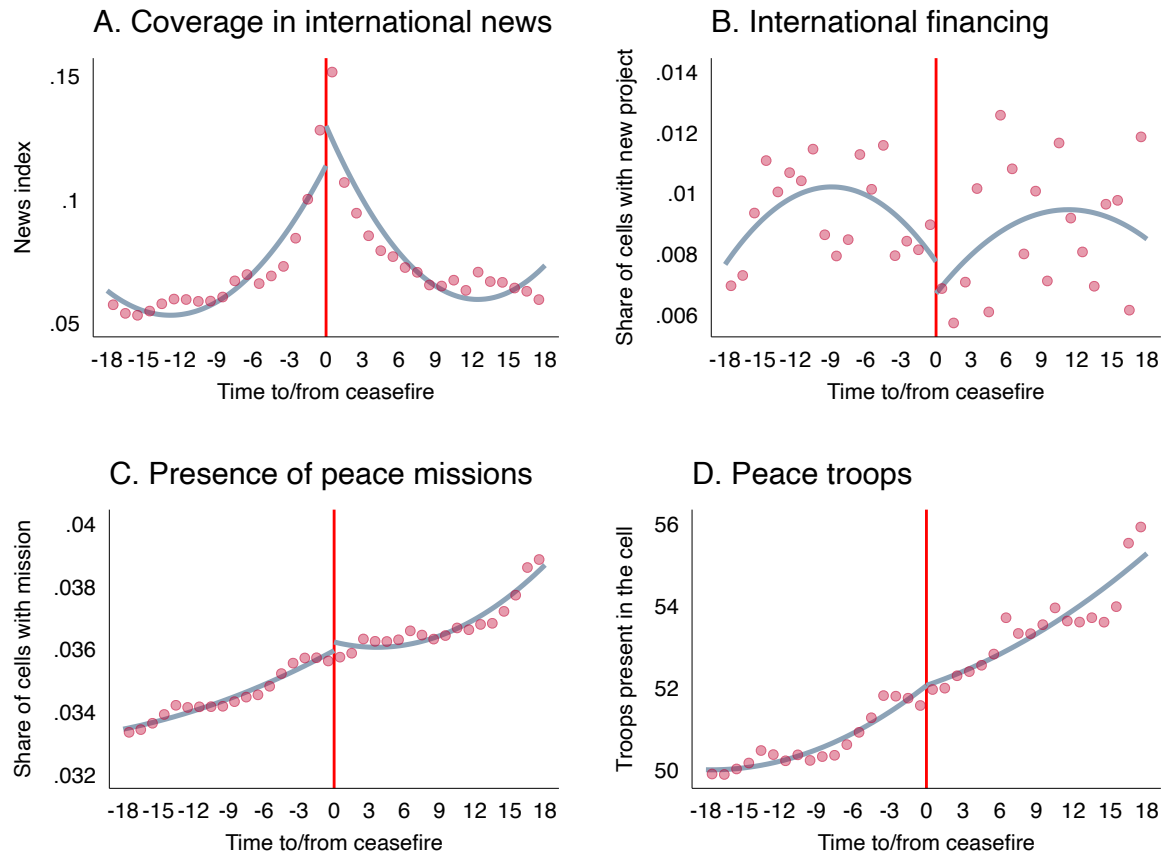 A. Coverage in international news
News index
.15
.1
.05
-18 -15 -12 -9 -6 -3 0 3 6 9 12 15 18
Time to/from ceasefire
B. International financing
Share of cells with new project
.014
.012
.01
.008
.006
-18 -15 -12 -9 -6 -3 0 3 6 9 12 15 18
Time to/from ceasefire
C. Presence of peace missions
Share of cells with mission
.04
.038
.036
.034
.032
-18 -15 -12 -9 -6 -3 0 3 6 9 12 15 18
Time to/from ceasefire
D. Peace troops
Troops present in the cell
56
54
52
50
-18 -15 -12 -9 -6 -3 0 3 6 9 12 15 18
Time to/from ceasefire